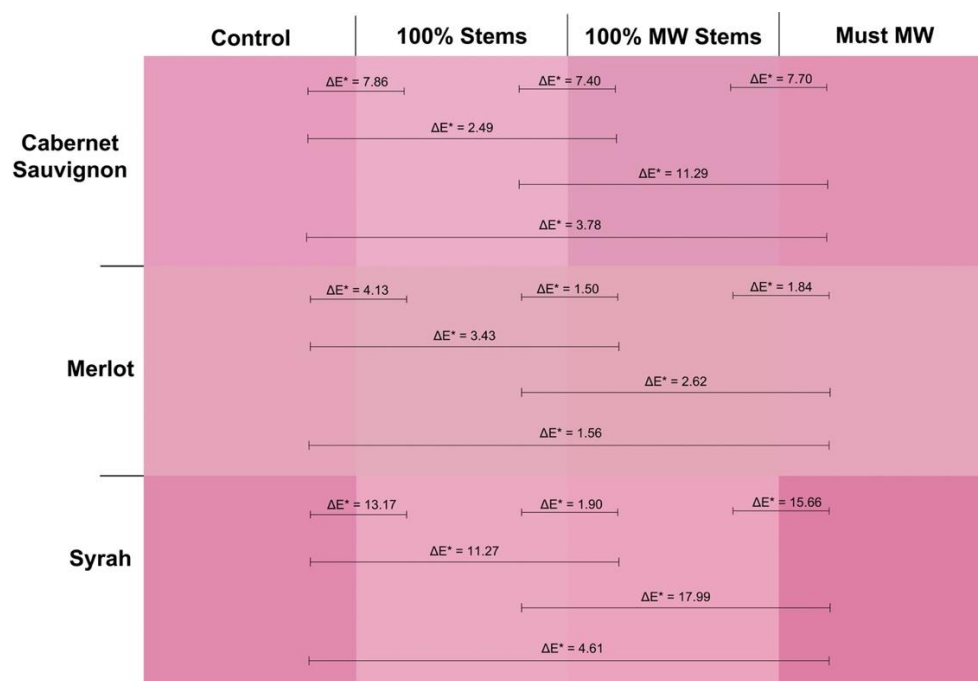 Control 100% Stems 100% MW Stems Must MW
Cabernet
Sauvignon
ΔE* = 7.86 ΔE* = 7.40 ΔE* = 7.70
ΔE* = 2.49
ΔE* = 11.29
ΔE* = 3.78
Merlot
ΔE* = 4.13 ΔE* = 1.50 ΔE* = 1.84
ΔE* = 3.43
ΔE* = 2.62
ΔE* = 1.56
Syrah
ΔE* = 13.17 ΔE* = 1.90 ΔE* = 15.66
ΔE* = 11.27
ΔE* = 17.99
ΔE* = 4.61